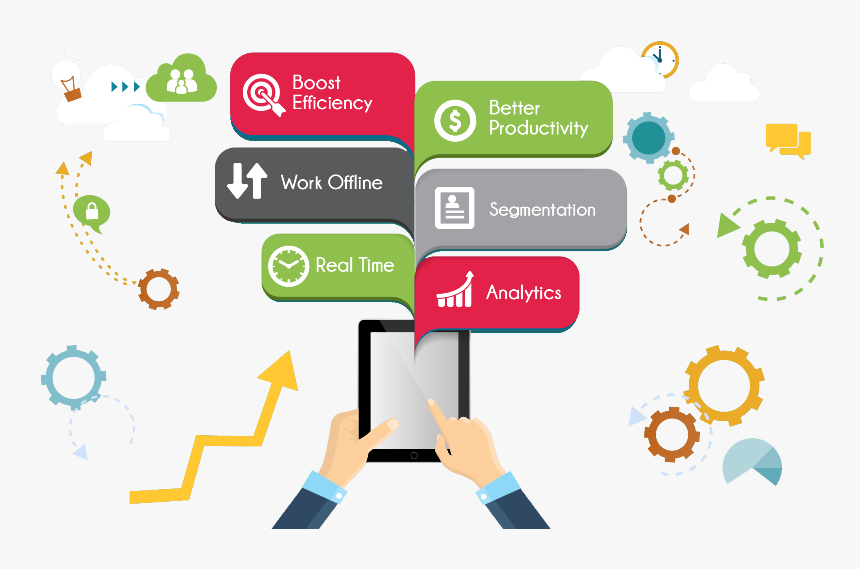 Boost
Efficiency
Better
Productivity
Work Offline
Segmentation
Real Time
Analytics